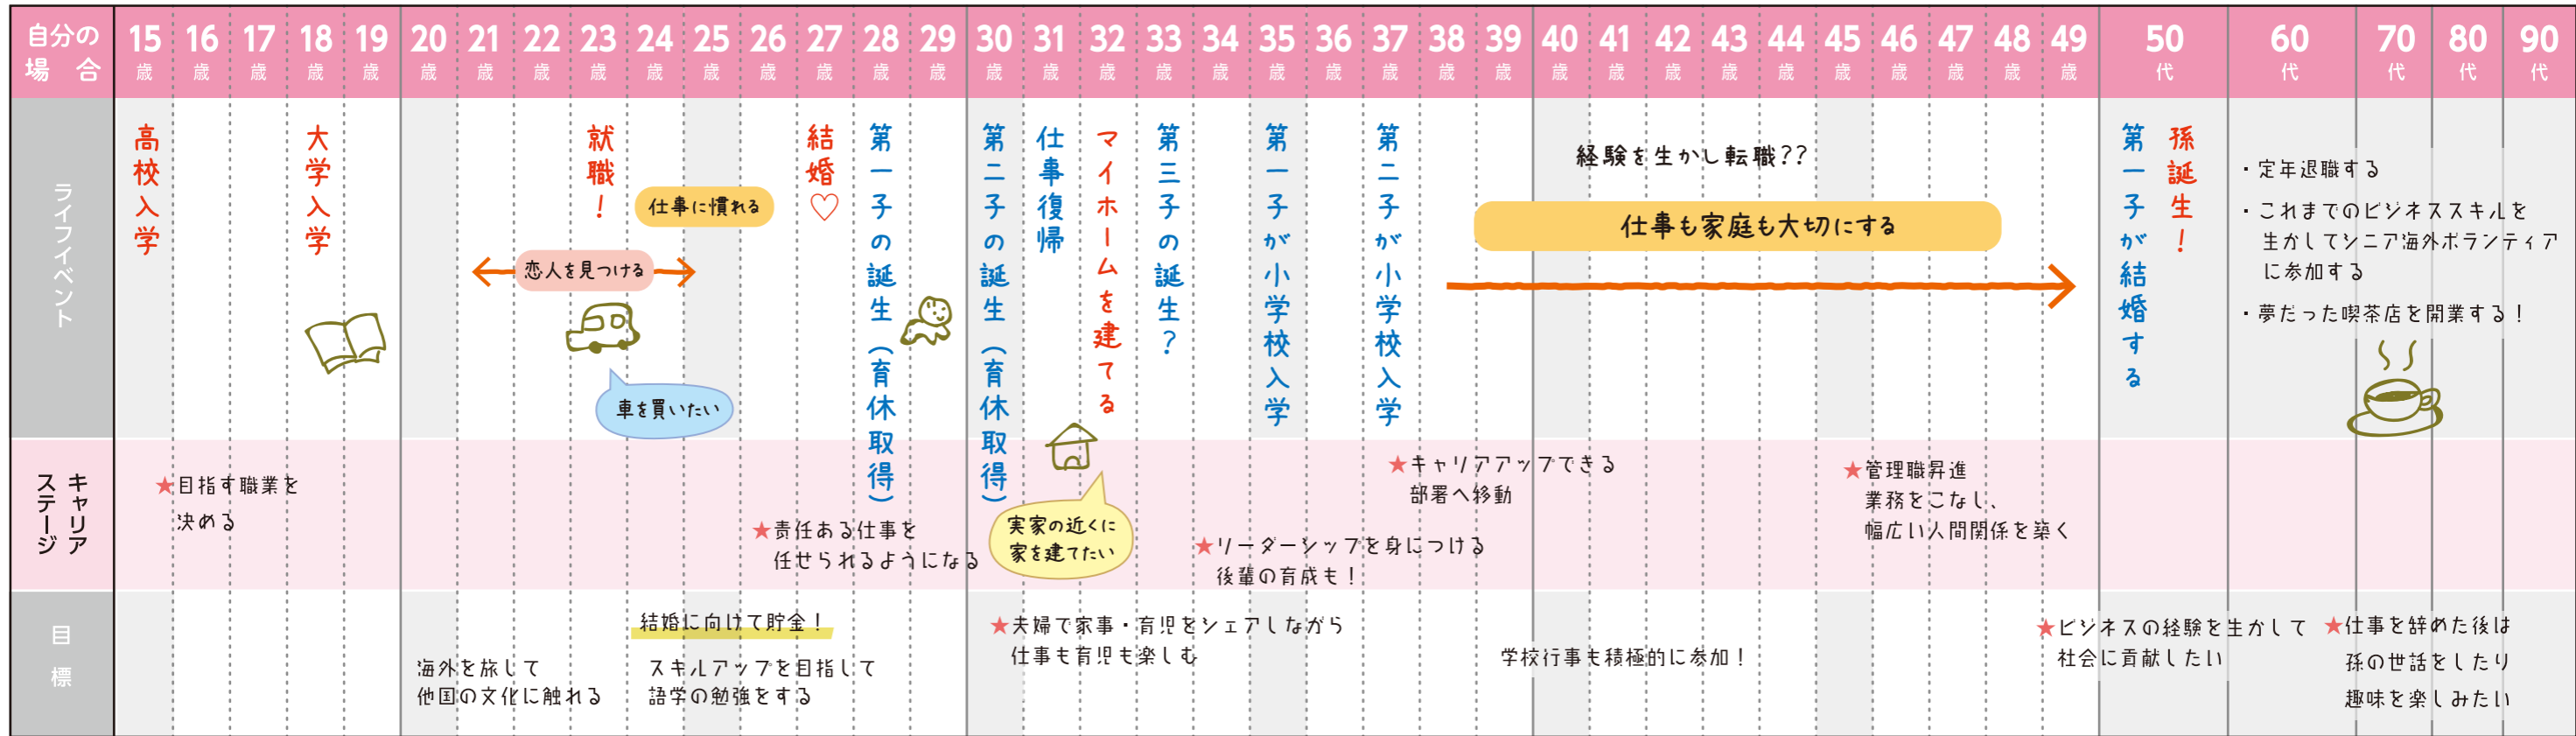 自分の
場合
15歳 16歳 17歳 18歳 19歳 20歳 21歳 22歳 23歳 24歳 25歳 26歳 27歳 28歳 29歳 30歳 31歳 32歳 33歳 34歳 35歳 36歳 37歳 38歳 39歳 40歳 41歳 42歳 43歳 44歳 45歳 46歳 47歳 48歳 49歳 50代 60代 70代 80代 90代
ライフイベント
高校入学
大学入学
就職！
仕事に慣れる
恋人を見つける
車を買いたい
結婚♡
第一子の誕生（育休取得）
第二子の誕生（育休取得）
仕事復帰
マイホームを建てる
実家の近くに
家を建てたい
第三子の誕生？
第一子が小学校入学
第二子が小学校入学
経験を生かし転職??
仕事も家庭も大切にする
孫誕生！
第一子が結婚する
・定年退職する
・これまでのビジネススキルを
生かしてシニア海外ボランティア
に参加する
・夢だった喫茶店を開業する！
キャリア
ステージ
★目指す職業を
決める
★責任ある仕事を
任せられるようになる
★リーダーシップを身につける
後輩の育成も！
★キャリアアップできる
部署へ移動
★管理職昇進
業務をこなし、
幅広い人間関係を築く
目標
海外を旅して
他国の文化に触れる
結婚に向けて貯金！
スキルアップを目指して
語学の勉強をする
★夫婦で家事・育児をシェアしながら
仕事も育児も楽しむ
学校行事も積極的に参加！
★ビジネスの経験を生かして
社会に貢献したい
★仕事を辞めた後は
孫の世話をしたり
趣味を楽しみたい